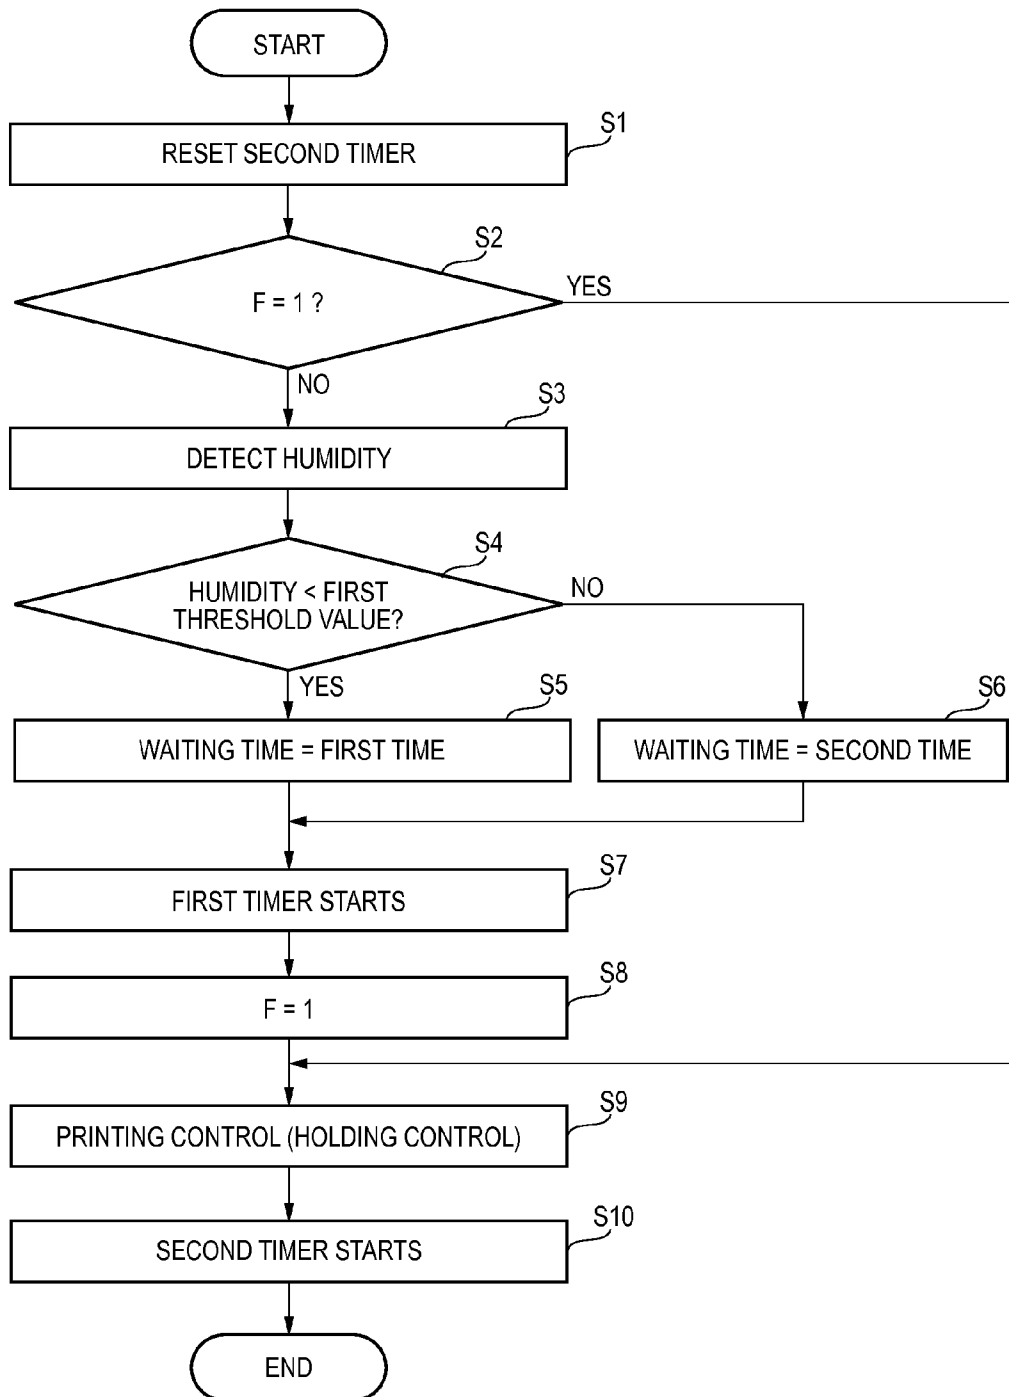 START
S1
RESET SECOND TIMER
S2
F = 1 ?
YES
NO
S3
DETECT HUMIDITY
S4
HUMIDITY < FIRST
THRESHOLD VALUE?
NO
YES
S5
WAITING TIME = FIRST TIME
S6
WAITING TIME = SECOND TIME
S7
FIRST TIMER STARTS
S8
F = 1
S9
PRINTING CONTROL (HOLDING CONTROL)
S10
SECOND TIMER STARTS
END